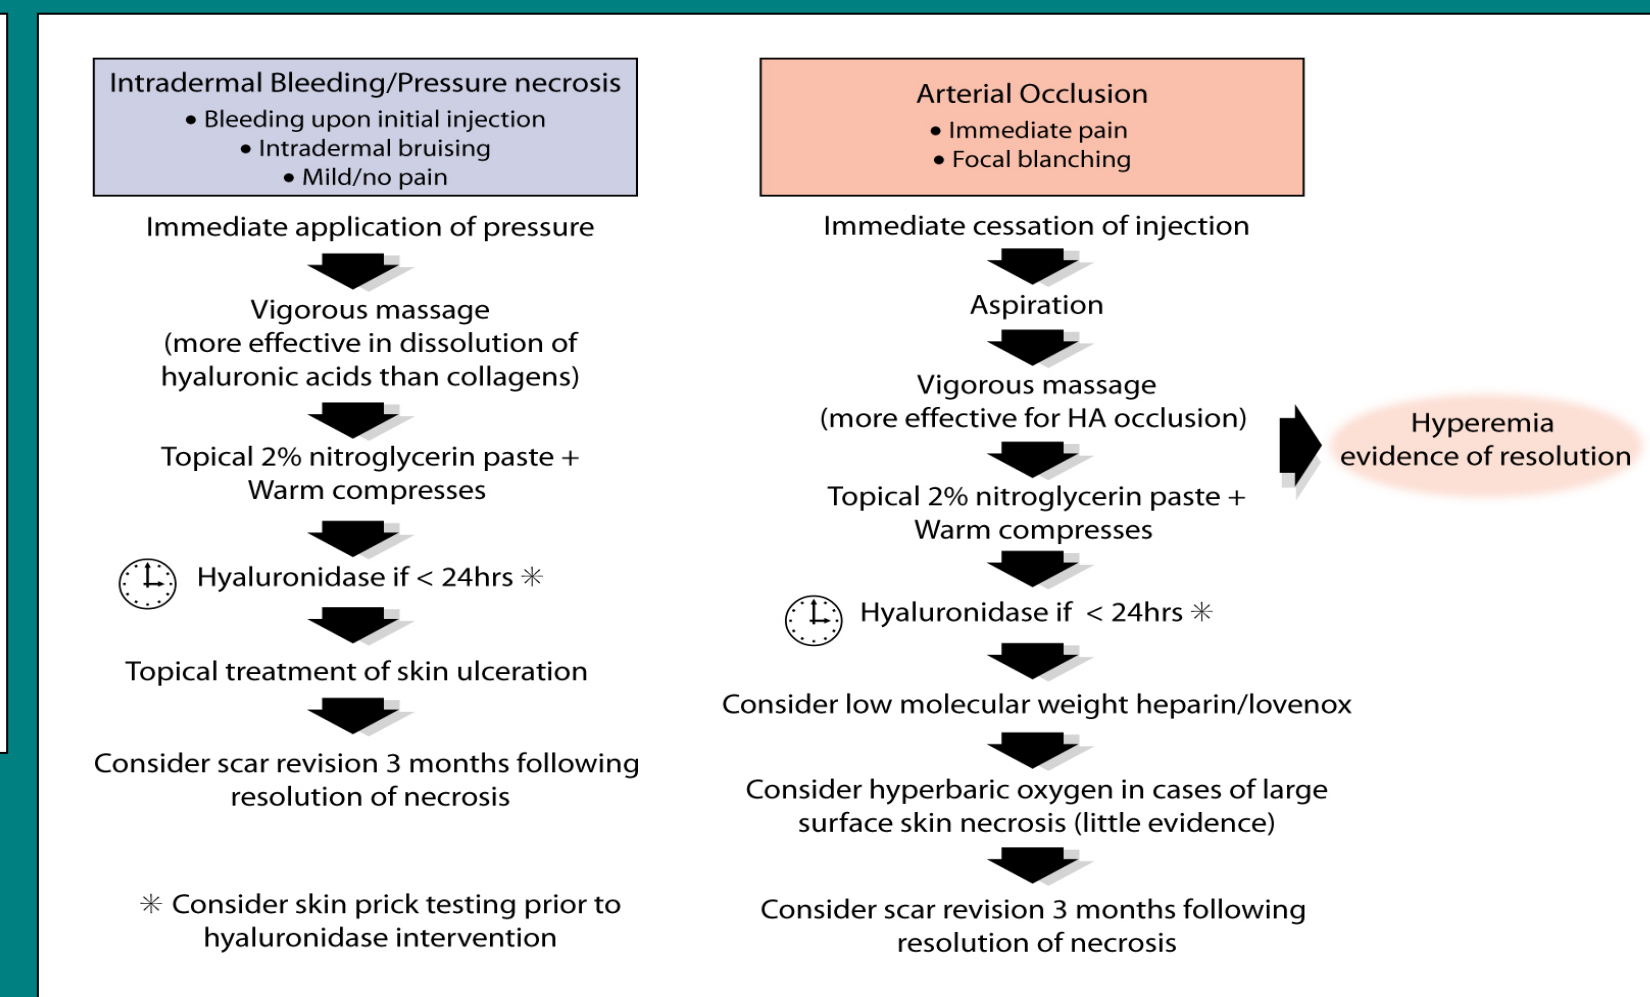 Intradermal Bleeding/Pressure necrosis
• Bleeding upon initial injection
• Intradermal bruising
• Mild/no pain
Immediate application of pressure
Vigorous massage
(more effective in dissolution of
hyaluronic acids than collagens)
Topical 2% nitroglycerin paste +
Warm compresses
Hyaluronidase if < 24hrs ✳
Topical treatment of skin ulceration
Consider scar revision 3 months following
resolution of necrosis
✳ Consider skin prick testing prior to
hyaluronidase intervention
Arterial Occlusion
• Immediate pain
• Focal blanching
Immediate cessation of injection
Aspiration
Vigorous massage
(more effective for HA occlusion)
Hyperemia
evidence of resolution
Topical 2% nitroglycerin paste +
Warm compresses
Hyaluronidase if < 24hrs ✳
Consider low molecular weight heparin/lovenox
Consider hyperbaric oxygen in cases of large
surface skin necrosis (little evidence)
Consider scar revision 3 months following
resolution of necrosis